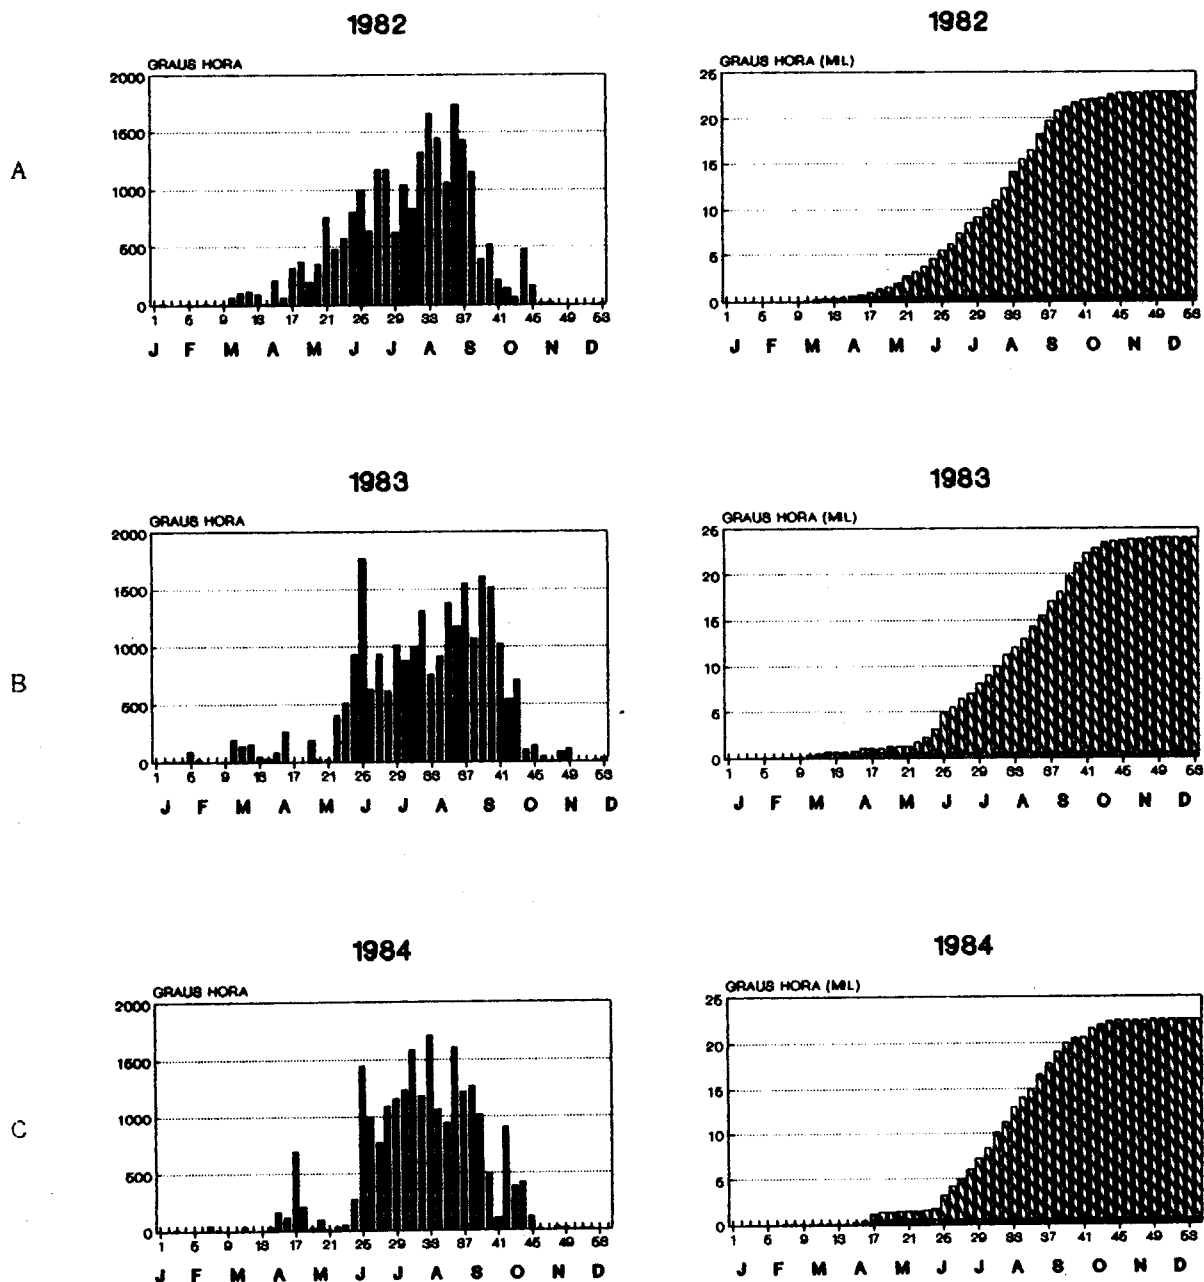 1982
GRAUS HORA
2000
1500
1000
500
0
1 5 9 13 17 21 25 29 33 37 41 45 49 53
J F M A M J J A S O N D
1982
GRAUS HORA (MIL)
25
20
15
10
5
0
1 5 9 13 17 21 25 29 33 37 41 45 49 53
J F M A M J J A S O N D
A
1983
GRAUS HORA
2000
1500
1000
500
0
1 5 9 13 17 21 25 29 33 37 41 45 49 53
J F M A M J J A S O N D
1983
GRAUS HORA (MIL)
25
20
15
10
5
0
1 5 9 13 17 21 25 29 33 37 41 45 49 53
J F M A M J J A S O N D
B
1984
GRAUS HORA
2000
1500
1000
500
0
1 5 9 13 17 21 25 29 33 37 41 45 49 53
J F M A M J J A S O N D
1984
GRAUS HORA (MIL)
25
20
15
10
5
0
1 5 9 13 17 21 25 29 33 37 41 45 49 53
J F M A M J J A S O N D
C